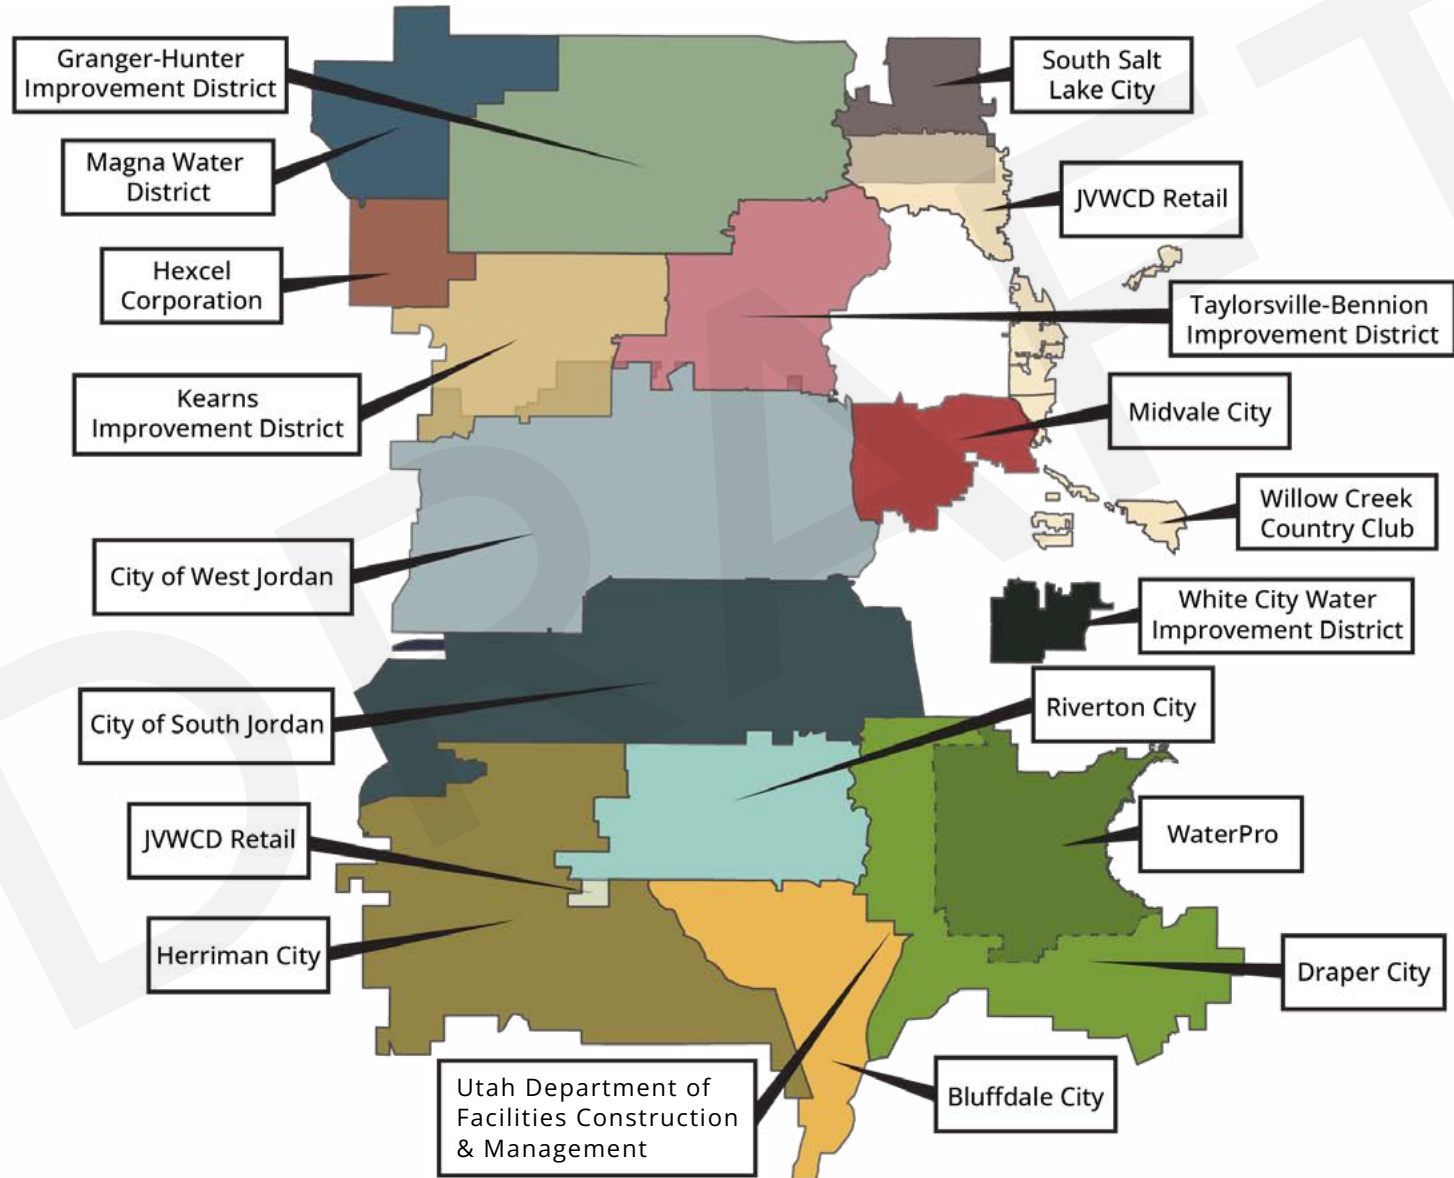 Granger-Hunter
Improvement District
South Salt
Lake City
Magna Water
District
JVWCD Retail
Hexcel
Corporation
Taylorsville-Bennion
Improvement District
Kearns
Improvement District
Midvale City
Willow Creek
Country Club
City of West Jordan
White City Water
Improvement District
City of South Jordan
Riverton City
JVWCD Retail
WaterPro
Herriman City
Draper City
Utah Department of
Facilities Construction
& Management
Bluffdale City
DRAFT